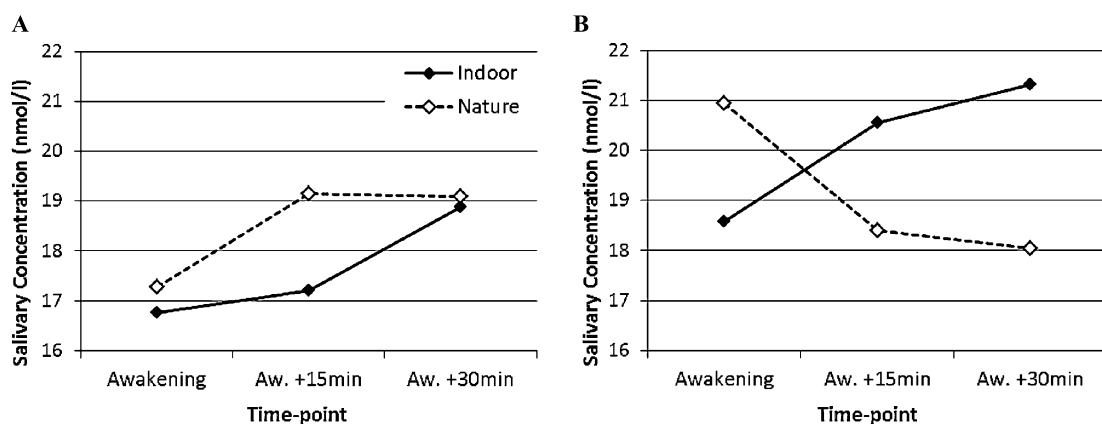 A
Salivary Concentration (nmol/l)
22
21
20
19
18
17
16
Indoor
Nature
Awakening Aw. +15min Aw. +30min
Time-point
B
Salivary Concentration (nmol/l)
22
21
20
19
18
17
16
Awakening Aw. +15min Aw. +30min
Time-point